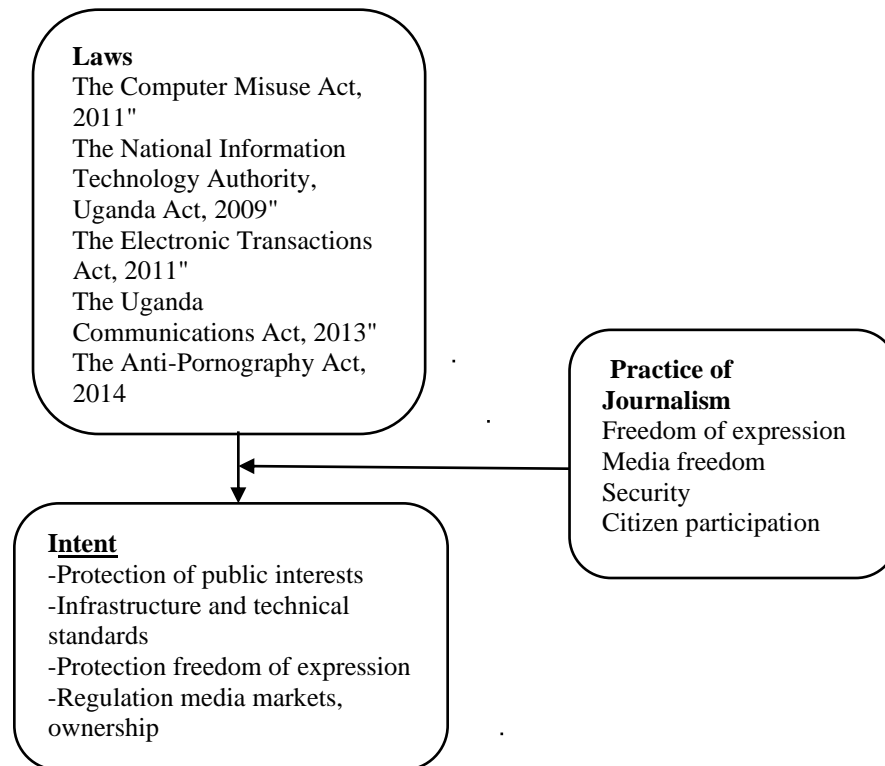 Laws
The Computer Misuse Act,
2011"
The National Information
Technology Authority,
Uganda Act, 2009"
The Electronic Transactions
Act, 2011"
The Uganda
Communications Act, 2013"
The Anti-Pornography Act,
2014
Practice of
Journalism
Freedom of expression
Media freedom
Security
Citizen participation
Intent
-Protection of public interests
-Infrastructure and technical
standards
-Protection freedom of expression
-Regulation media markets,
ownership